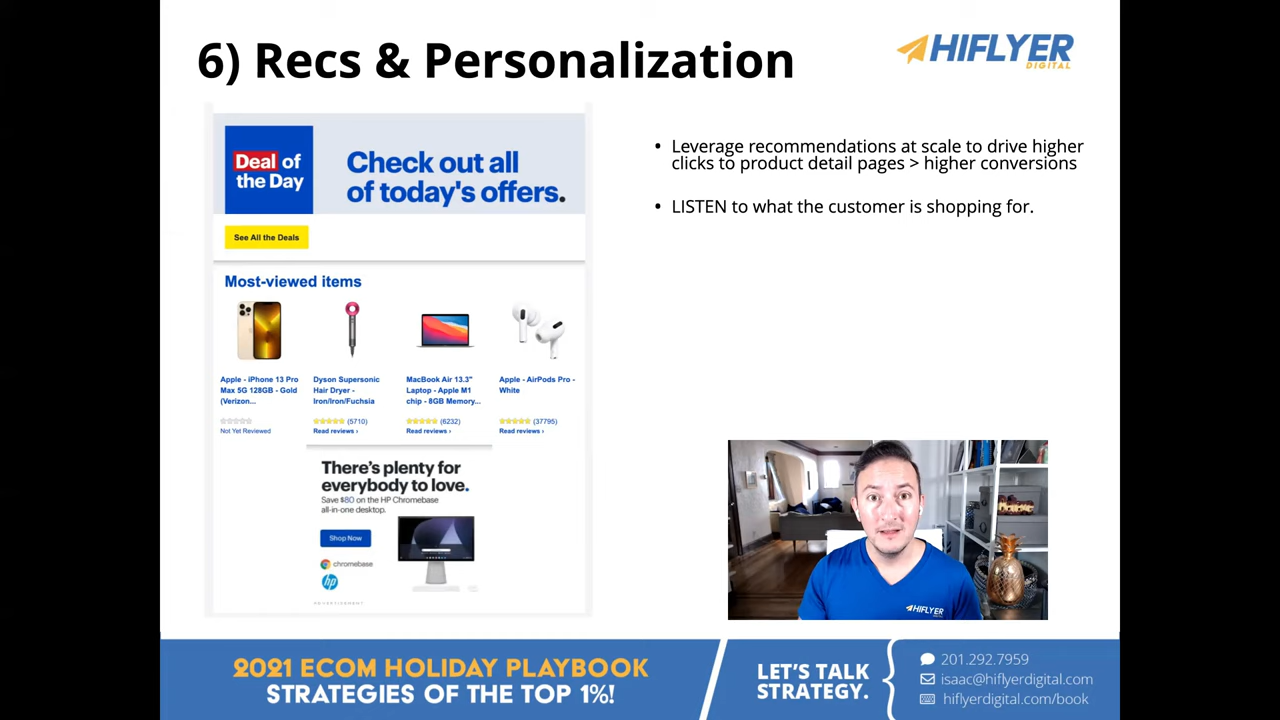 6) Recs & Personalization
HIFLYER
DIGITAL
Deal of
the Day
Check out all
of today's offers.
See All the Deals
Most-viewed items
Apple - iPhone 13 Pro
Max 5G 128GB - Gold
(Verizon...
Not Yet Reviewed
Dyson Supersonic
Hair Dryer -
Iron/Iron/Fuchsia
(5710)
Read reviews ›
MacBook Air 13.3"
Laptop - Apple M1
chip - 8GB Memory...
(6232)
Read reviews ›
Apple - AirPods Pro -
White
(37795)
Read reviews ›
There's plenty for
everybody to love.
Save $80 on the HP Chromebase
all-in-one desktop.
Shop Now
chromebase
hp
ADVERTISEMENT
• Leverage recommendations at scale to drive higher
clicks to product detail pages > higher conversions
• LISTEN to what the customer is shopping for.
HIFLYER
DIGITAL
2021 ECOM HOLIDAY PLAYBOOK
STRATEGIES OF THE TOP 1%!
LET'S TALK
STRATEGY.
201.292.7959
isaac@hiflyerdigital.com
hiflyerdigital.com/book